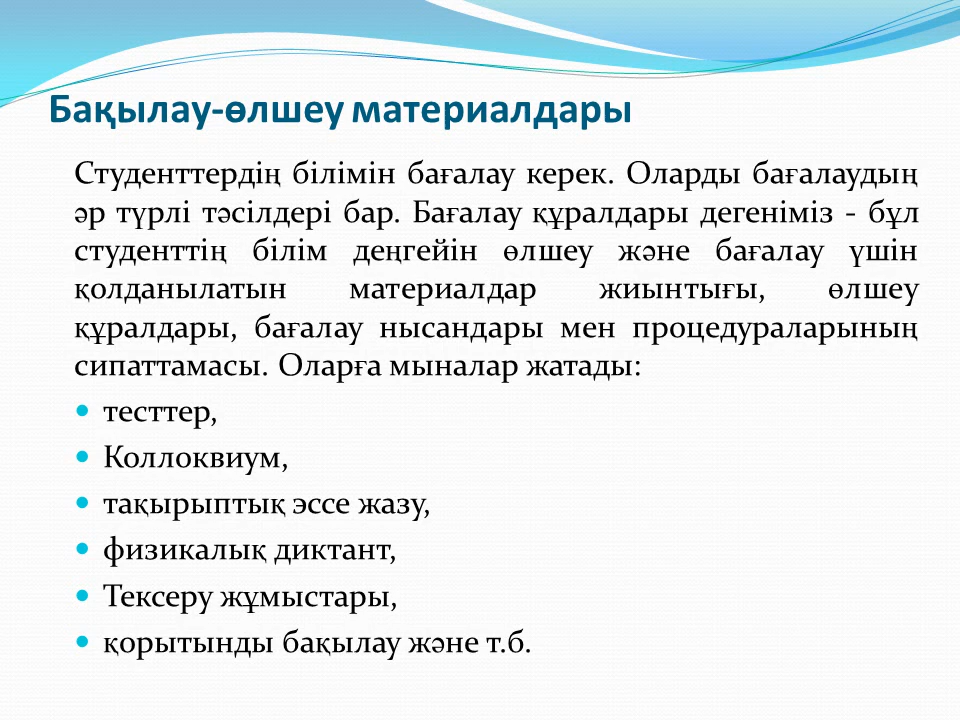 Бақылау-өлшеу материалдары
Студенттердің білімін бағалау керек. Оларды бағалаудың
әр түрлі тәсілдері бар. Бағалау құралдары дегеніміз - бұл
студенттің білім деңгейін өлшеу және бағалау үшін
қолданылатын материалдар жиынтығы, өлшеу
құралдары, бағалау нысандары мен процедураларының
сипаттамасы. Оларға мыналар жатады:
тесттер,
Коллоквиум,
тақырыптық эссе жазу,
физикалық диктант,
Тексеру жұмыстары,
қорытынды бақылау және т.б.